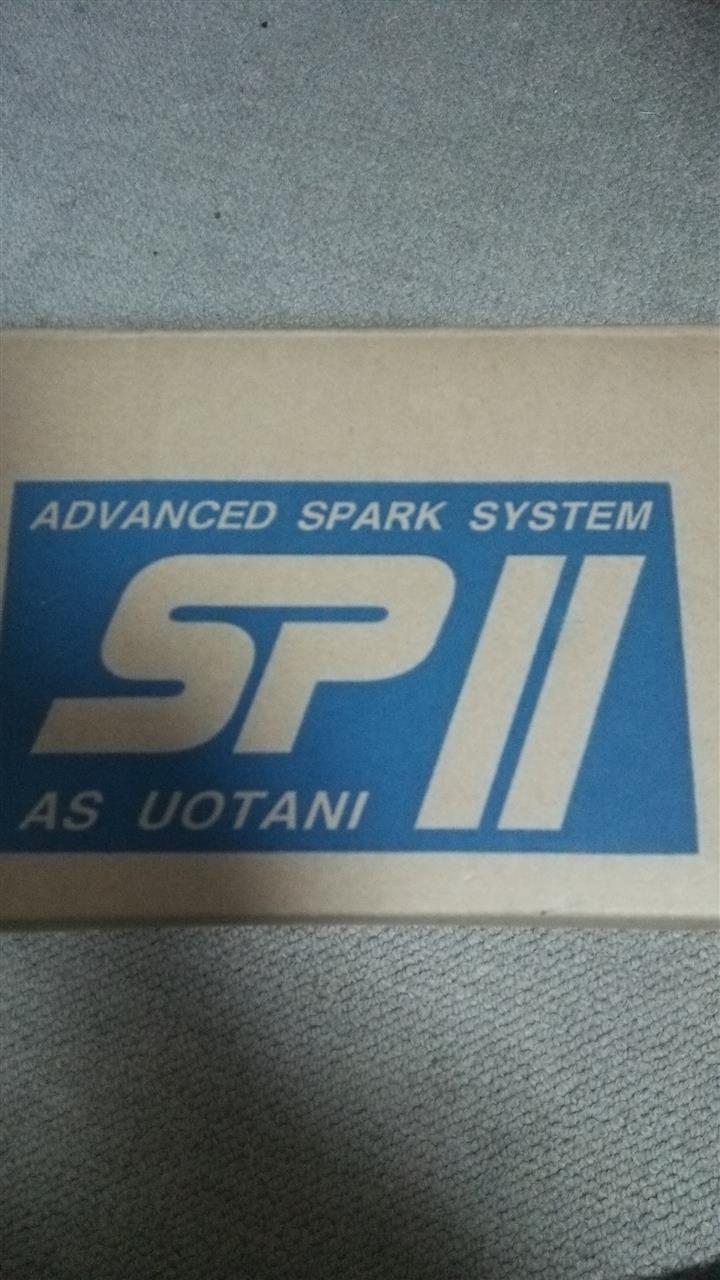 ADVANCED SPARK SYSTEM
SPII
AS UOTANI